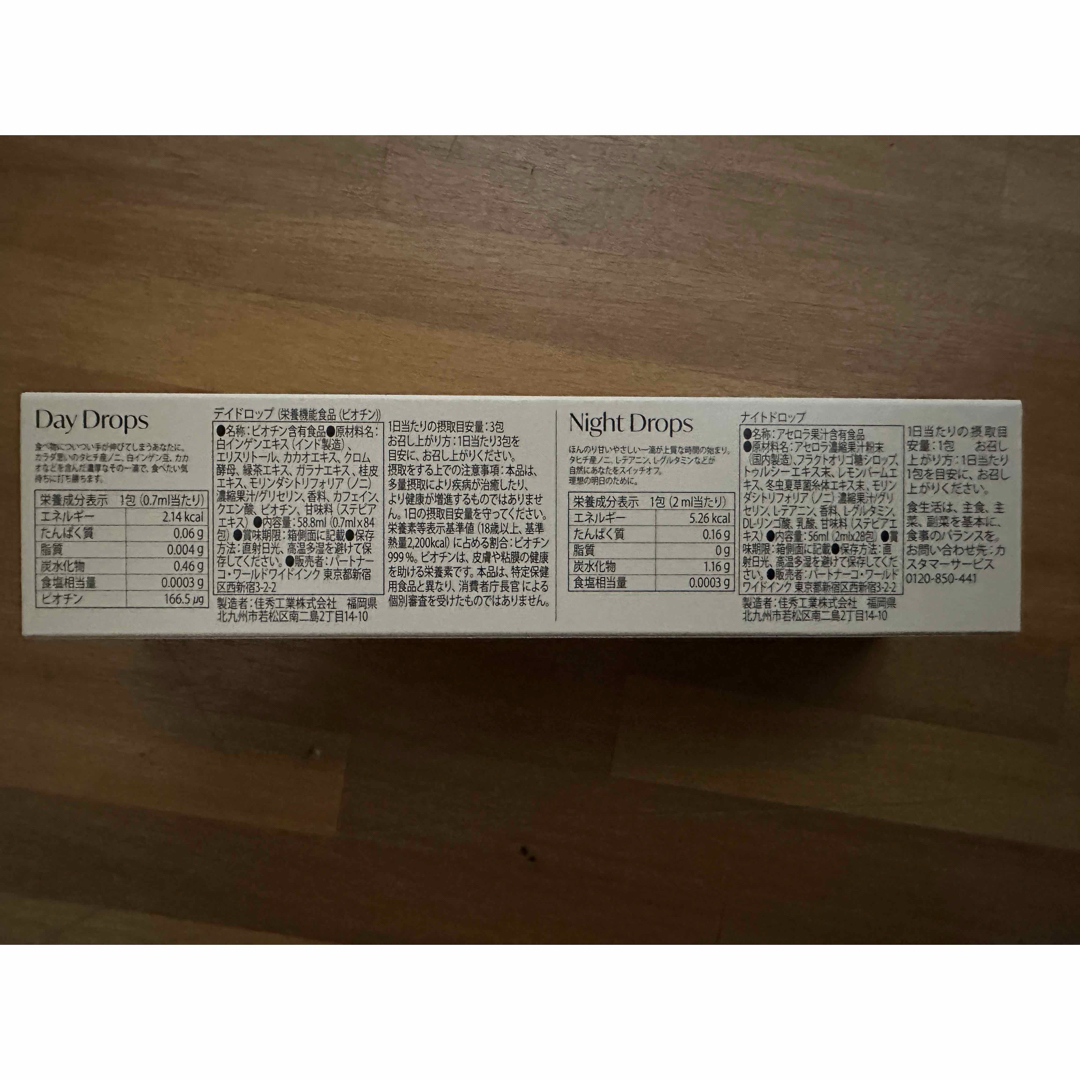 Day Drops
食べ物についつい手が伸びてしまうあなたに。
カラダ思いのタヒチ産ノニ、白インゲン豆、カカ
オなどを含んだ濃厚なその一滴で、食べたい気
持ちに打ち勝ちます。
栄養成分表示 1包(0.7ml当たり)
エネルギー 2.14 kcal
たんぱく質 0.06 g
脂質 0.004 g
炭水化物 0.46 g
食塩相当量 0.0003 g
ビオチン 166.5 μg
デイドロップ (栄養機能食品 (ビオチン))
●名称：ビオチン含有食品●原材料名：
白インゲンエキス (インド製造)、
エリスリトール、カカオエキス、クロム
酵母、緑茶エキス、ガラナエキス、桂皮
エキス、モリンダシトリフォリア (ノニ)
濃縮果汁/グリセリン、香料、カフェイン、
クエン酸、ビオチン、甘味料 (ステビア
エキス) ●内容量：58.8ml (0.7ml x 84
包) ●賞味期限：箱側面に記載●保存
方法：直射日光、高温多湿を避けて保
存してください。●販売者：パートナー
コ・ワールドワイドインク 東京都新宿
区西新宿3-2-2
製造者：佳秀工業株式会社 福岡県
北九州市若松区南二島2丁目14-10
1日当たりの摂取目安量：3包
お召し上がり方：1日当たり3包を
目安に、お召し上がりください。
摂取をする上での注意事項：本品は、
多量摂取により疾病が治癒したり、
より健康が増進するものではありませ
ん。1日の摂取目安量を守ってください。
栄養素等表示基準値 (18歳以上、基準
熱量2,200kcal) に占める割合：ビオチン
999%。ビオチンは、皮膚や粘膜の健康
を助ける栄養素です。本品は、特定保健
用食品と異なり、消費者庁長官による
個別審査を受けたものではありません。
Night Drops
ほんのり甘いやさしい一滴が上質な時間の始まり。
タヒチ産ノニ、L-テアニン、L-グルタミンなどが
自然にあなたをスイッチオフ。
理想の明日のために。
栄養成分表示 1包 (2 ml当たり)
エネルギー 5.26 kcal
たんぱく質 0.16 g
脂質 0 g
炭水化物 1.16 g
食塩相当量 0.0003 g
ナイトドロップ
●名称：アセロラ果汁含有食品
●原材料名：アセロラ濃縮果汁粉末
(国内製造)、フラクトオリゴ糖シロップ、
トゥルシーエキス末、レモンバームエ
キス、冬虫夏草菌糸体エキス末、モリン
ダシトリフォリア (ノニ) 濃縮果汁/グリ
セリン、L-テアニン、香料、L-グルタミン、
DL-リンゴ酸、乳酸、甘味料 (ステビアエ
キス) ●内容量：56ml (2ml x 28包) ●賞
味期限：箱側面に記載●保存方法：直
射日光、高温多湿を避けて保存してくだ
さい。●販売者：パートナーコ・ワールド
ワイドインク 東京都新宿区西新宿3-2-2
製造者：佳秀工業株式会社 福岡県
北九州市若松区南二島2丁目14-10
1日当たりの摂取目
安量：1包 お召し
上がり方：1日当たり
1包を目安に、お召し
上がりください。
食生活は、主食、主
菜、副菜を基本に、
食事のバランスを。
お問い合わせ先：カ
スタマーサービス
0120-850-441